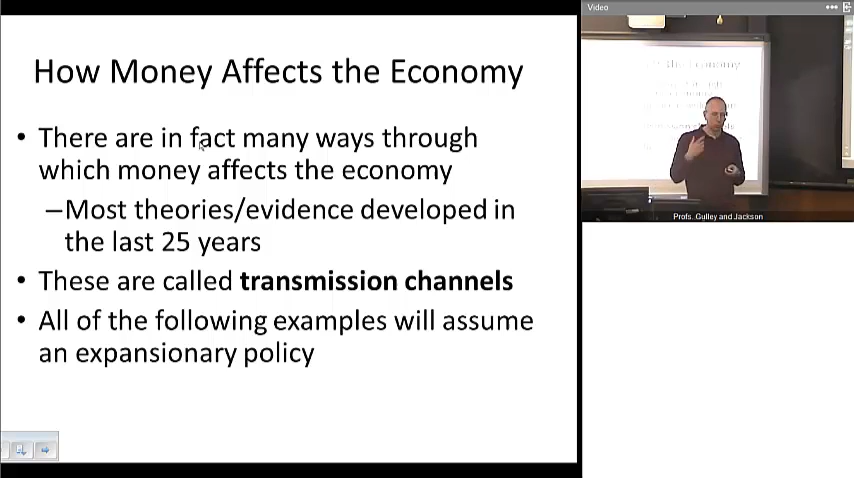 How Money Affects the Economy
• There are in fact many ways through
which money affects the economy
–Most theories/evidence developed in
the last 25 years
• These are called transmission channels
• All of the following examples will assume
an expansionary policy
Video
the Economy
Profs. Gulley and Jackson